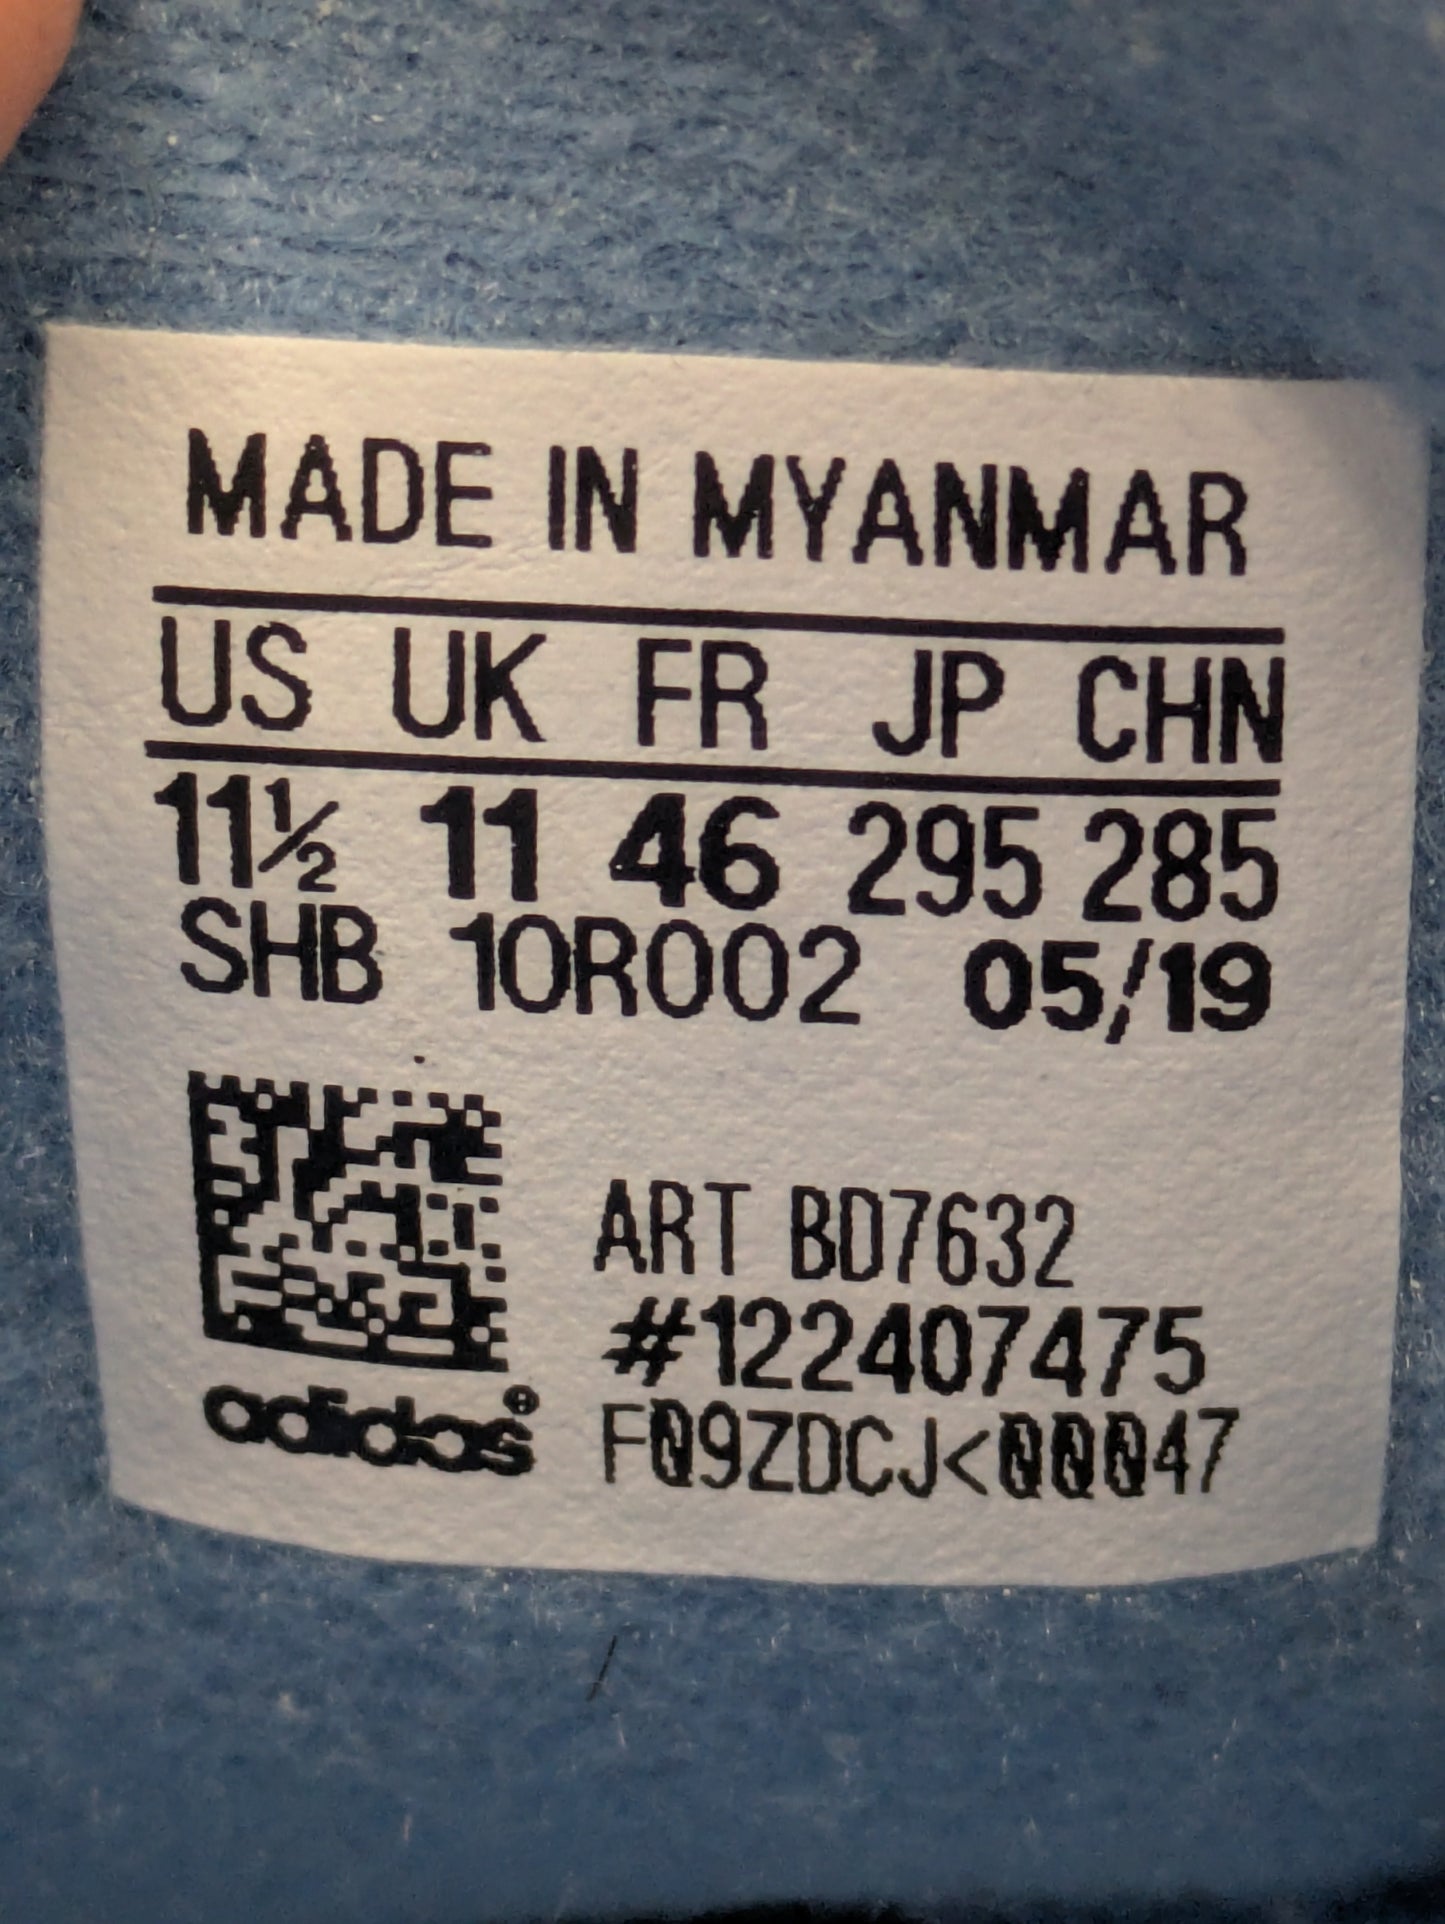 MADE IN MYANMAR
US UK FR JP CHN
11½ 11 46 295 285
SHB 10R002 05/19
ART BD7632
#122407475
adidas® F09ZDCJ<00047